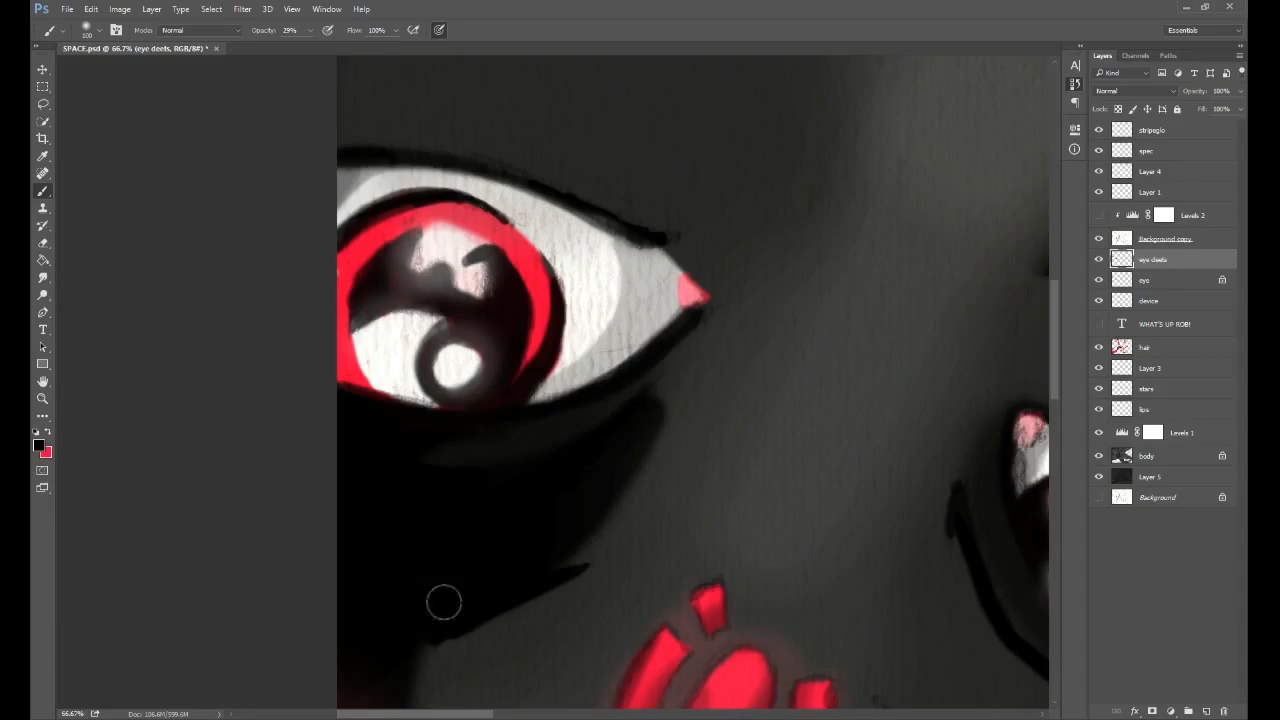 Ps File Edit Image Layer Type Select Filter 3D View Window Help
100 Mode: Normal Opacity: 29% Flow: 100% Essentials
SPACE.psd @ 66.7% (eye deets, RGB/8#) * ×
Layers Channels Paths
Kind
Normal Opacity: 100%
Lock: Fill: 100%
stripeglo
spec
Layer 4
Layer 1
Levels 2
Background copy
eye deets
eye
device
T WHAT'S UP ROB!
hair
Layer 3
stars
lips
Levels 1
body
Layer 5
Background
66.67% Doc: 106.6M/599.6M
fx